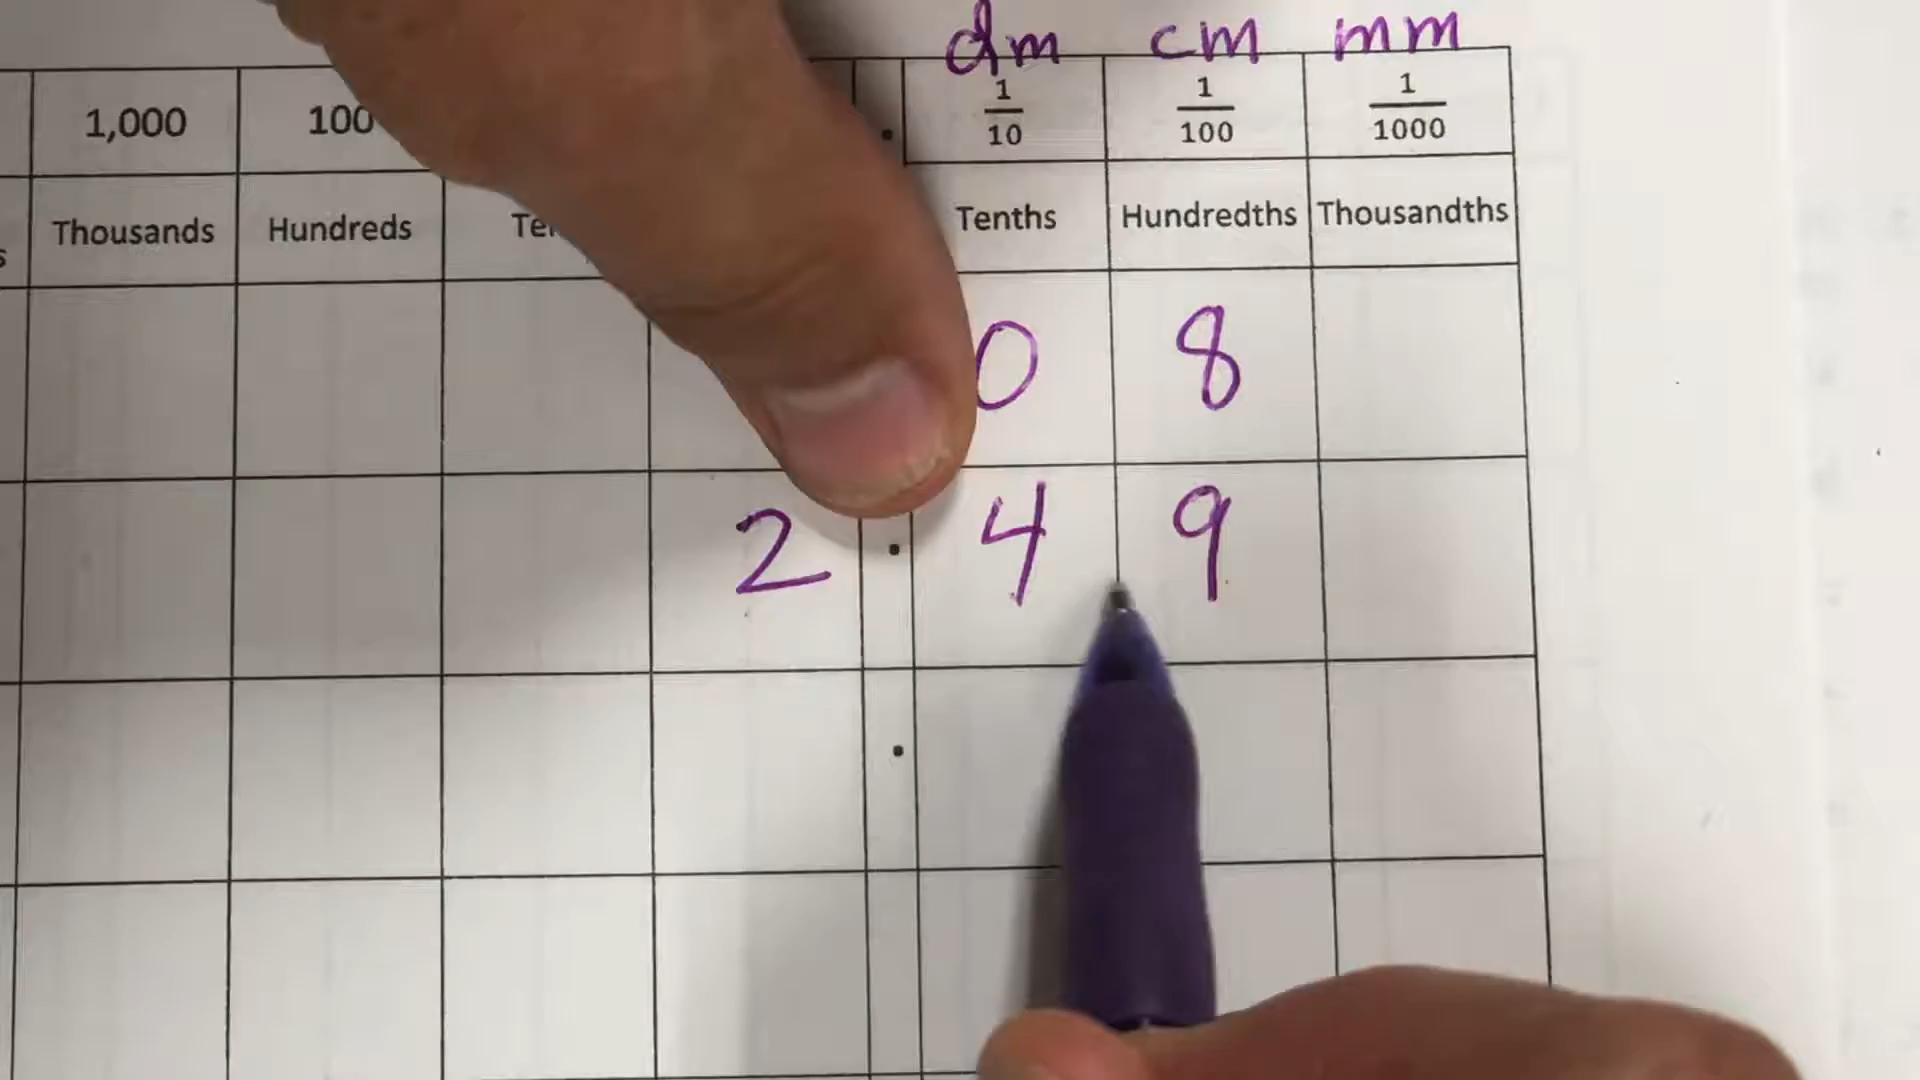 dm cm mm
1,000 100 . 1/10 1/100 1/1000
Thousands Hundreds Tenths Hundredths Thousandths
0 8
2 . 4 9
.